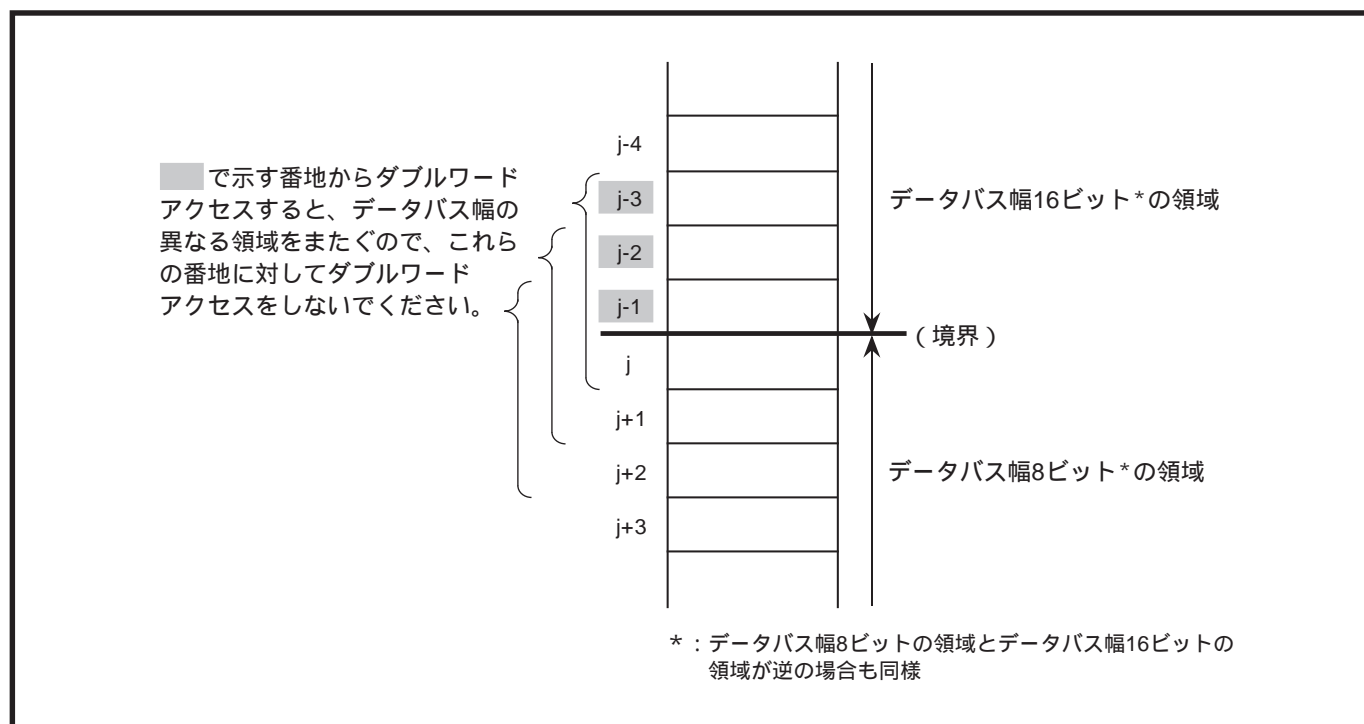 で示す番地からダブルワード
アクセスすると、データバス幅の
異なる領域をまたぐので、これら
の番地に対してダブルワード
アクセスをしないでください。
j-4
j-3
j-2
j-1
j
j+1
j+2
j+3
データバス幅16ビット*の領域
(境界)
データバス幅8ビット*の領域
*:データバス幅8ビットの領域とデータバス幅16ビットの
領域が逆の場合も同様